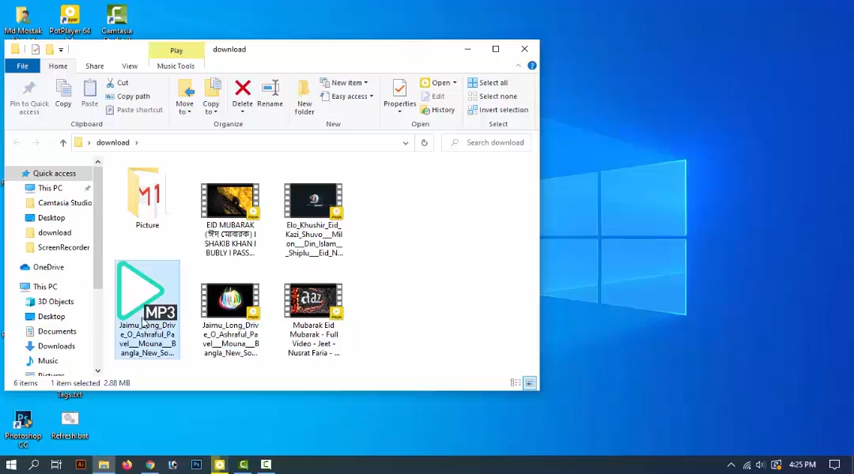 Md.Mostak...
PotPlayer 64
Camtasia
Play
download
File
Home
Share
View
Music Tools
Pin to Quick
access
Copy
Paste
Cut
Copy path
Paste shortcut
Clipboard
Move
to
Copy
to
Delete
Rename
Organize
New
folder
New item
Easy access
New
Properties
Open
Edit
History
Open
Select all
Select none
Invert selection
Select
download
Search download
Quick access
This PC
Camtasia Studio
Desktop
download
ScreenRecorder
OneDrive
This PC
3D Objects
Desktop
Documents
Downloads
Music
Picture
EID MUBARAK
(ঈদ মোবারক) I
SHAKIB KHAN I
BUBLY I PASS...
Elo_Khushir_Eid_
Kazi_Shuvo__Mil
on__Din_Islam__
Shiplu__Eid_N...
MP3
Jaimu_Long_Driv
e_O_Ashraful_Pa
vel__Mouna__B
angla_New_So...
Jaimu_Long_Driv
e_O_Ashraful_Pa
vel__Mouna__B
angla_New_So...
Mubarak Eid
Mubarak - Full
Video - Jeet -
Nusrat Faria - ...
6 items
1 item selected
2.88 MB
Tags.txt
Ps
Photoshop
CC
Refresh.bat
Ai
Ps
4:25 PM